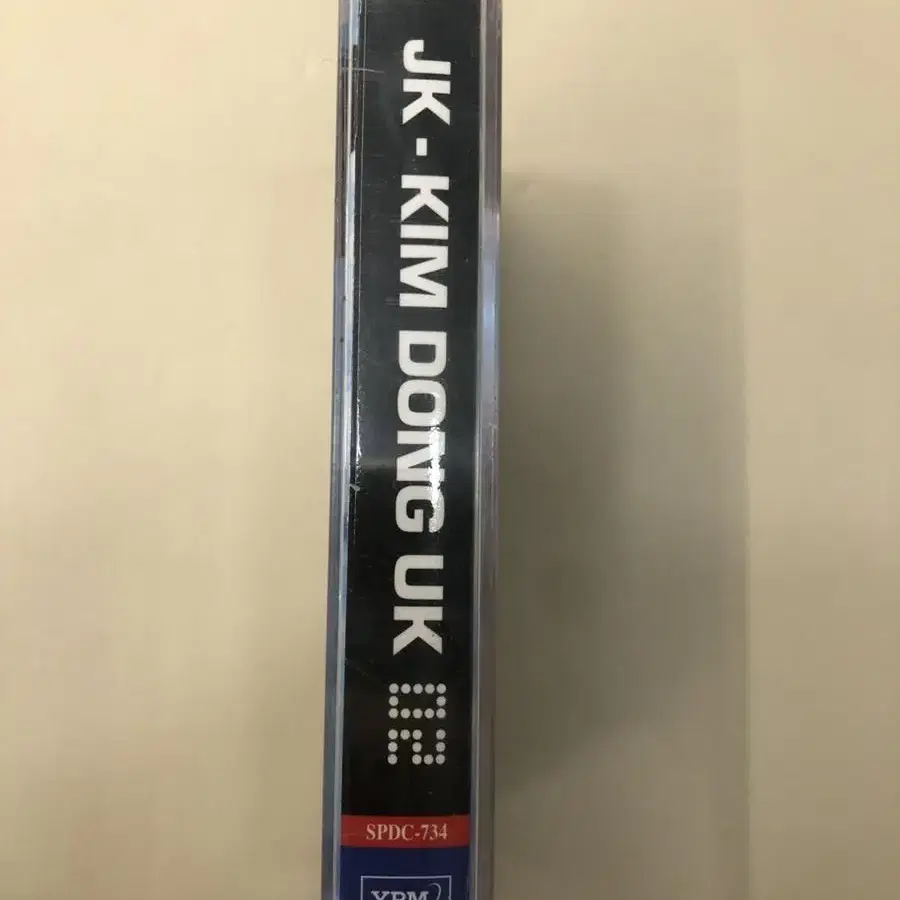 JK - KIM DONG UK
02
SPDC-734
YBM